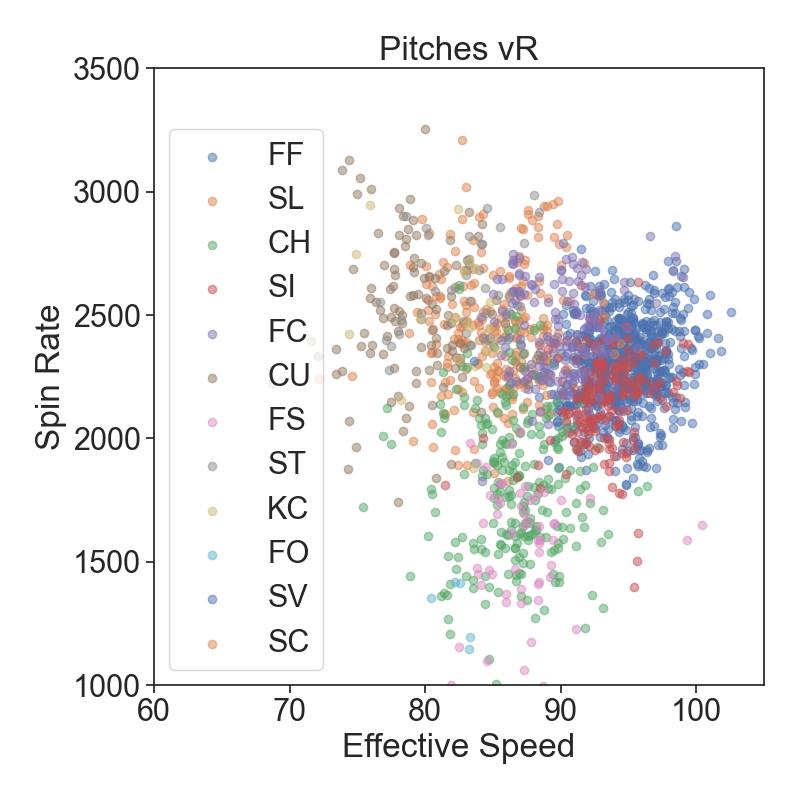 Pitches vR
3500
3000
2500
2000
1500
1000
Spin Rate
FF
SL
CH
SI
FC
CU
FS
ST
KC
FO
SV
SC
60 70 80 90 100
Effective Speed